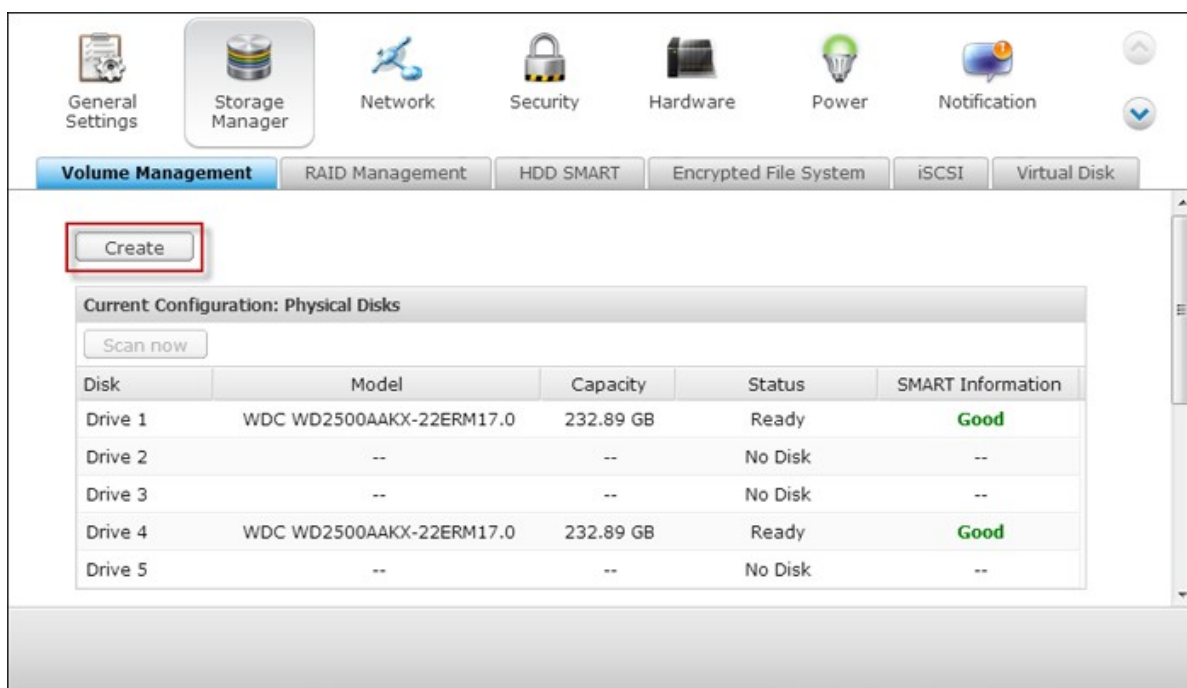 General Settings
Storage Manager
Network
Security
Hardware
Power
Notification
Volume Management
RAID Management
HDD SMART
Encrypted File System
iSCSI
Virtual Disk
Create
Current Configuration: Physical Disks
Scan now
Disk Model Capacity Status SMART Information
Drive 1 WDC WD2500AAKX-22ERM17.0 232.89 GB Ready Good
Drive 2 -- -- No Disk --
Drive 3 -- -- No Disk --
Drive 4 WDC WD2500AAKX-22ERM17.0 232.89 GB Ready Good
Drive 5 -- -- No Disk --